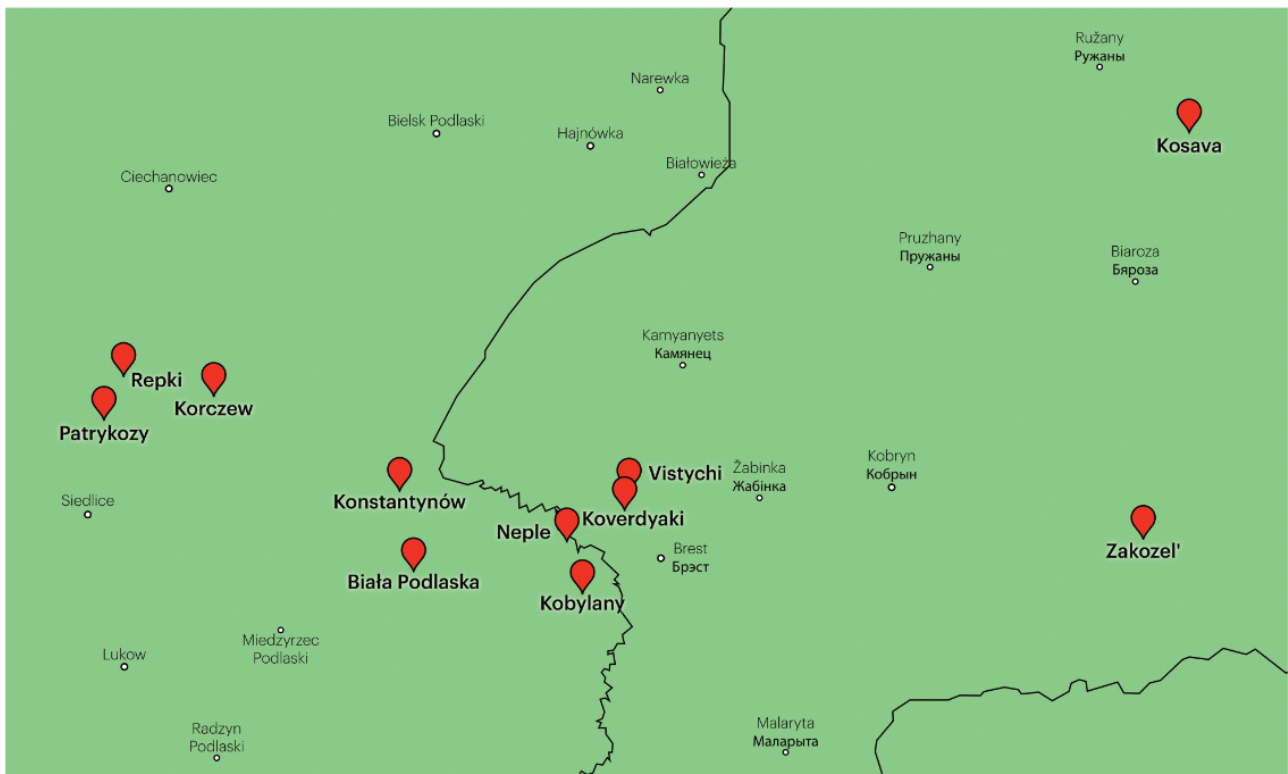 Ružany
Ружаны
Narewka
Kosava
Bielsk Podlaski
Hajnówka
Białowieża
Ciechanowiec
Pruzhany
Пружаны
Biaroza
Бяроза
Kamyanyets
Камянец
Repki
Korczew
Patrykozy
Konstantynów
Vistychi
Žabinka
Жабінка
Kobryn
Кобрын
Siedlice
Koverdyaki
Neple
Zakozel'
Brest
Брэст
Biała Podlaska
Kobylany
Miedzyrzec
Podlaski
Lukow
Radzyn
Podlaski
Malaryta
Маларыта